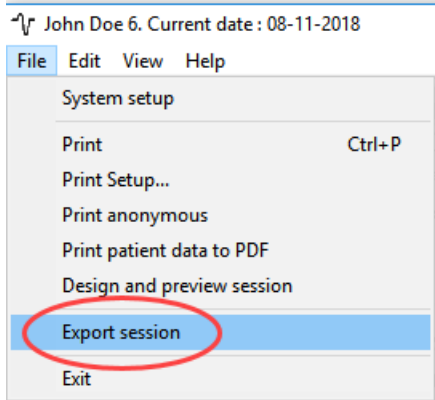 John Doe 6. Current date : 08-11-2018
File Edit View Help
System setup
Print Ctrl+P
Print Setup...
Print anonymous
Print patient data to PDF
Design and preview session
Export session
Exit